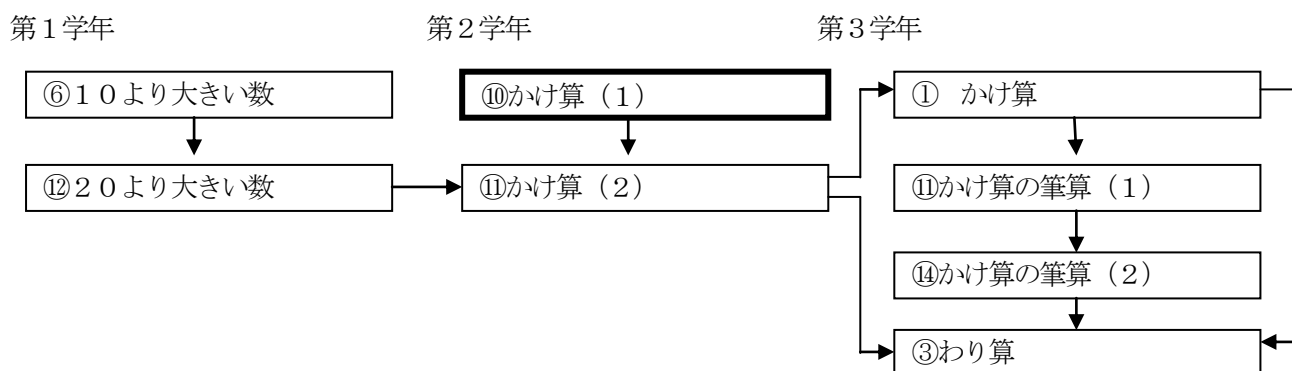 第１学年 第２学年 第３学年
⑥１０より大きい数 ⑩かけ算（１） ① かけ算
⑫２０より大きい数 ⑪かけ算（２） ⑪かけ算の筆算（１）
⑭かけ算の筆算（２）
③わり算